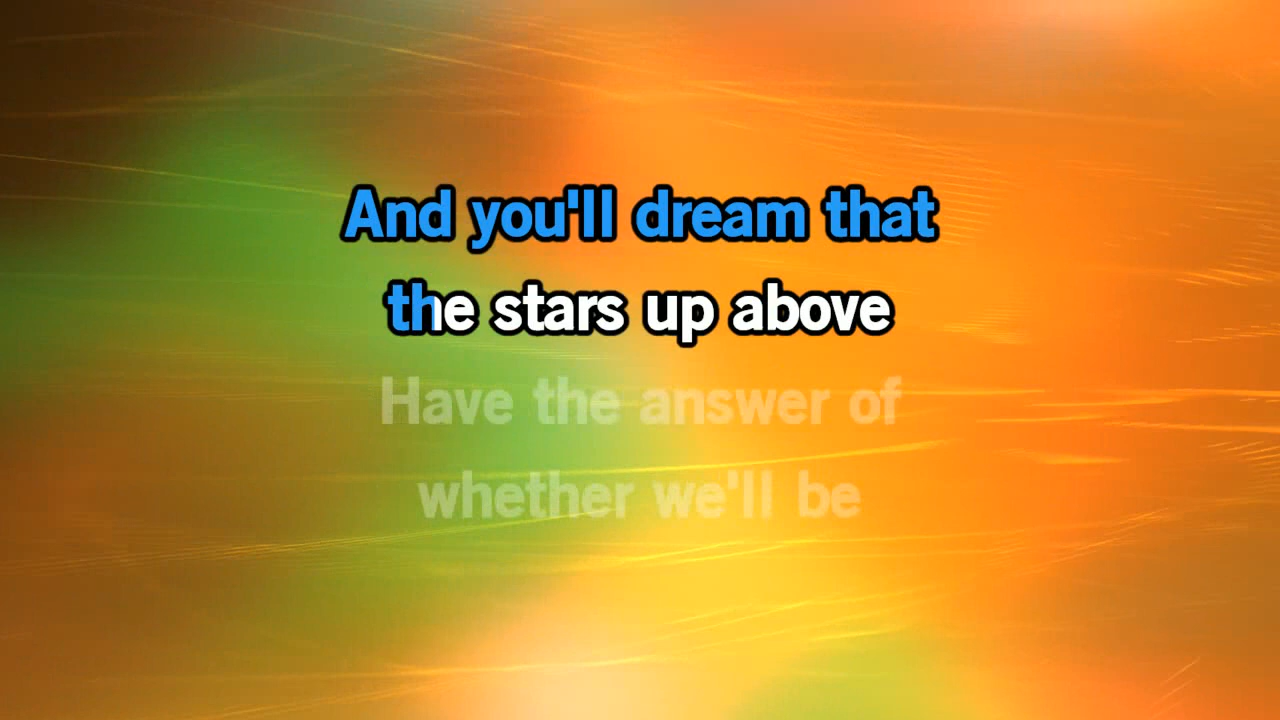 And you'll dream that
the stars up above
Have the answer of
whether we'll be